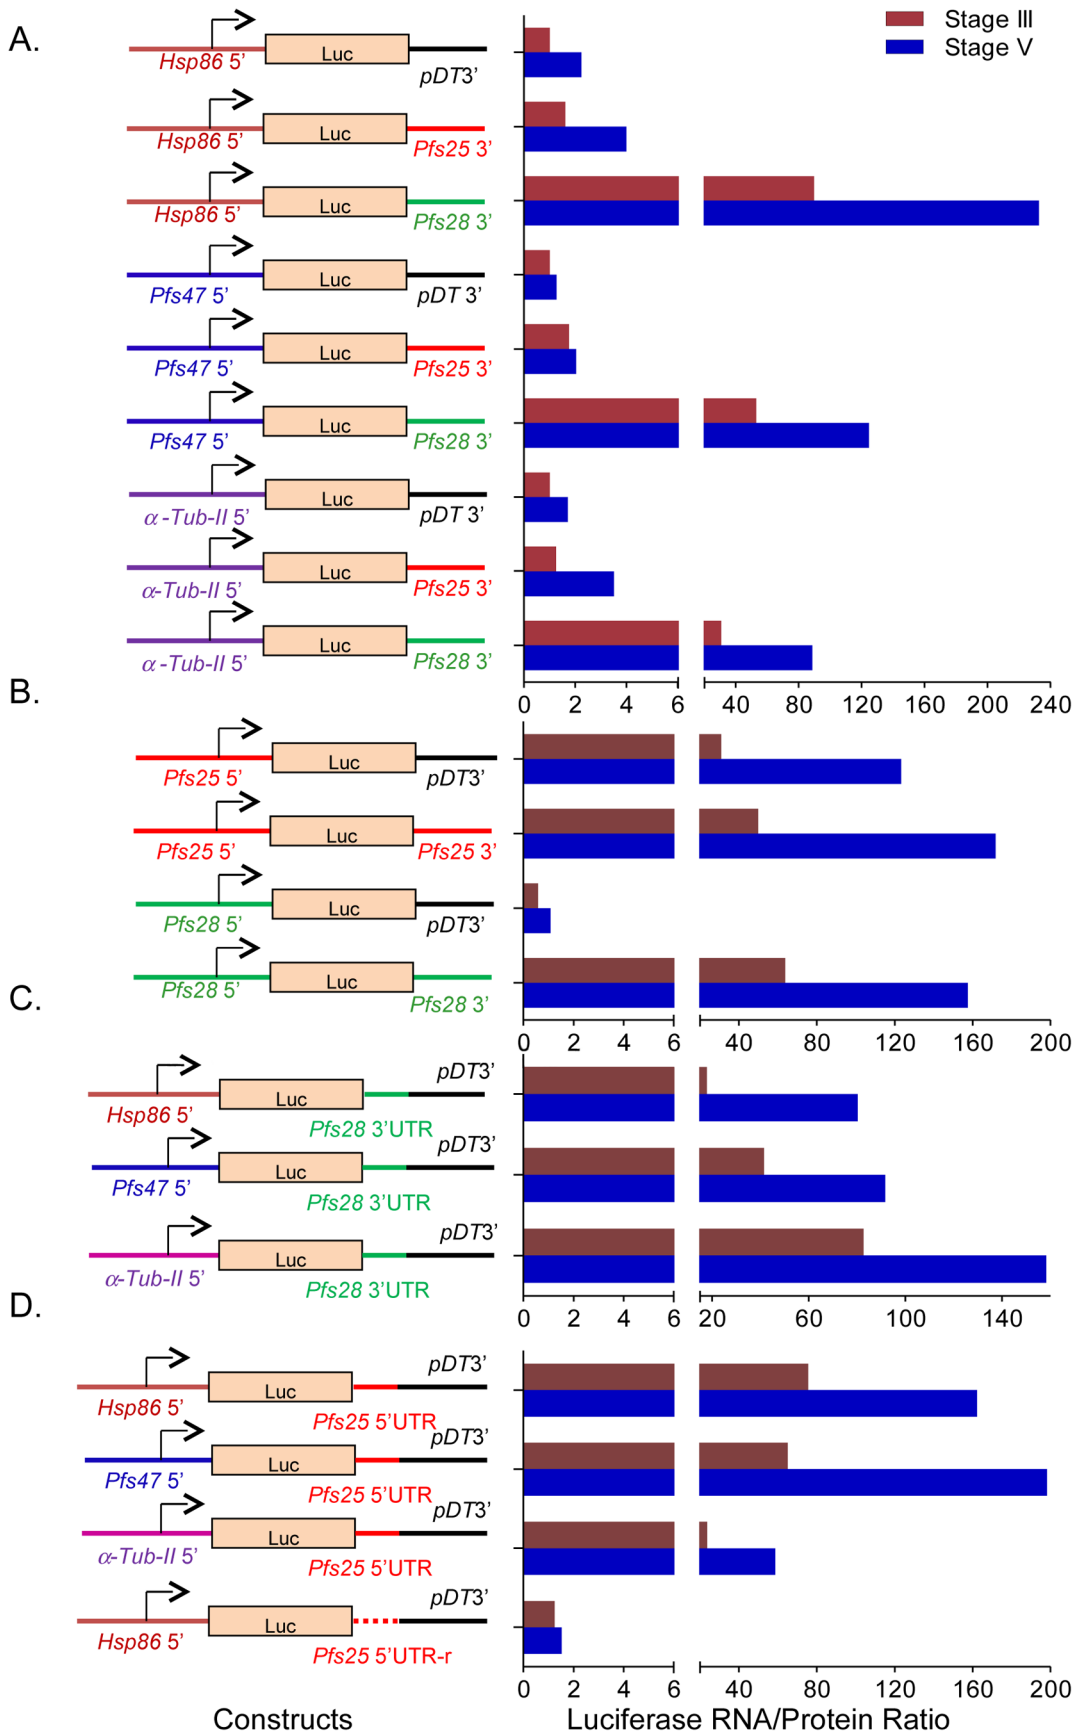 A.
Stage III
Stage V
Luc
Hsp86 5’
pDT3’
Luc
Hsp86 5’
Pfs25 3’
Luc
Hsp86 5’
Pfs28 3’
Luc
Pfs47 5’
pDT 3’
Luc
Pfs47 5’
Pfs25 3’
Luc
Pfs47 5’
Pfs28 3’
Luc
α -Tub-II 5’
pDT 3’
Luc
α-Tub-II 5’
Pfs25 3’
Luc
α -Tub-II 5’
Pfs28 3’
0 2 4 6 40 80 120 160 200 240
B.
Luc
Pfs25 5’
pDT3’
Luc
Pfs25 5’
Pfs25 3’
Luc
Pfs28 5’
pDT3’
Luc
Pfs28 5’
Pfs28 3’
0 2 4 6 40 80 120 160 200
C.
pDT3’
Luc
Hsp86 5’
Pfs28 3’UTR
pDT3’
Luc
Pfs47 5’
Pfs28 3’UTR
pDT3’
Luc
α-Tub-II 5’
Pfs28 3’UTR
0 2 4 6 20 60 100 140
D.
pDT3’
Luc
Hsp86 5’
Pfs25 5’UTR
pDT3’
Luc
Pfs47 5’
Pfs25 5’UTR
pDT3’
Luc
α-Tub-II 5’
Pfs25 5’UTR
pDT3’
Luc
Hsp86 5’
Pfs25 5’UTR-r
0 2 4 6 40 80 120 160 200
Constructs
Luciferase RNA/Protein Ratio